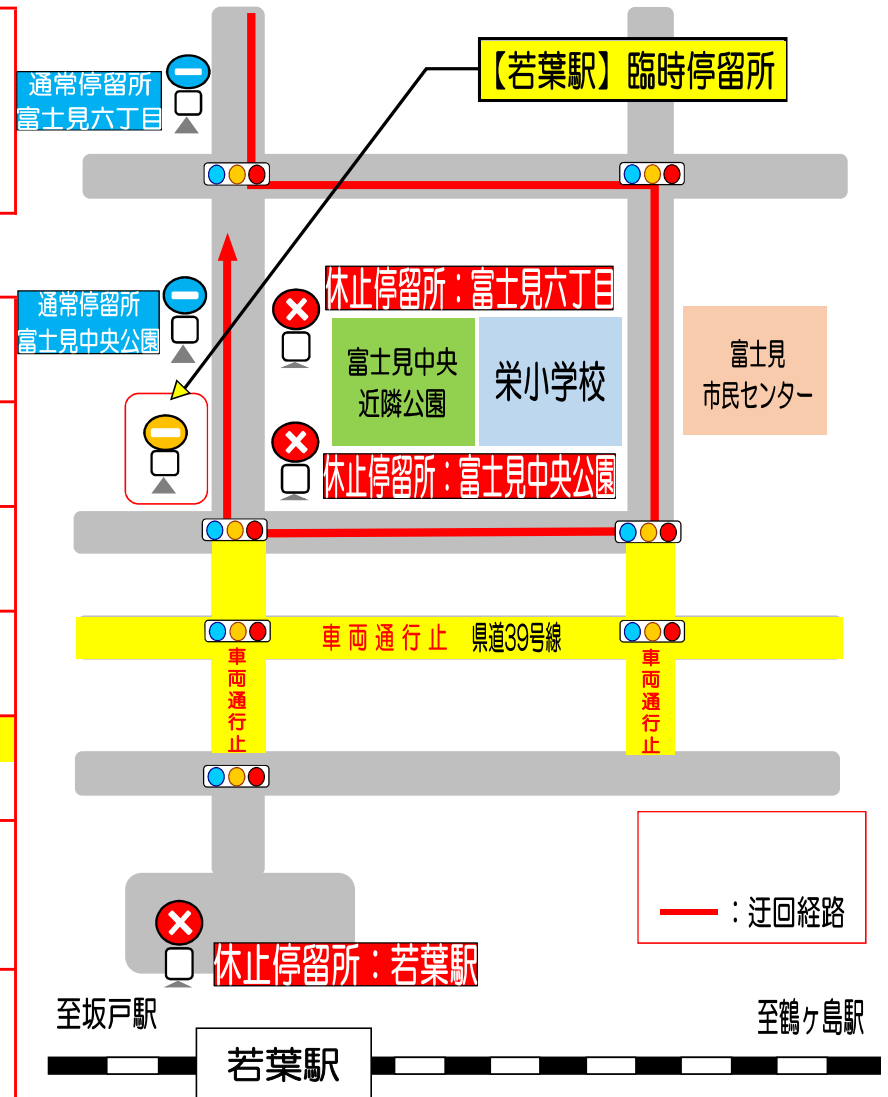 【若葉駅】臨時停留所
通常停留所
富士見六丁目
通常停留所
富士見中央公園
休止停留所：富士見六丁目
富士見中央
近隣公園
栄小学校
富士見
市民センター
休止停留所：富士見中央公園
車両通行止 県道39号線
車両通行止
車両通行止
：迂回経路
休止停留所：若葉駅
至坂戸駅
至鶴ヶ島駅
若葉駅